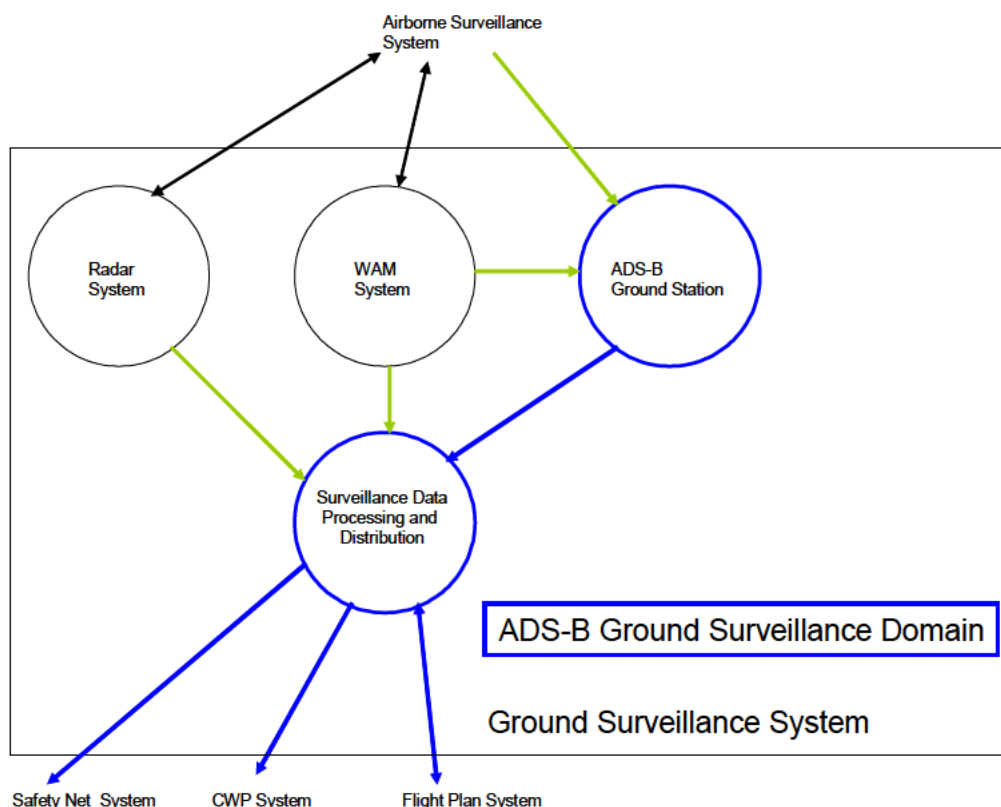 Airborne Surveillance
System
Radar
System
WAM
System
ADS-B
Ground Station
Surveillance Data
Processing and
Distribution
ADS-B Ground Surveillance Domain
Ground Surveillance System
Safety Net System
CWP System
Flight Plan System